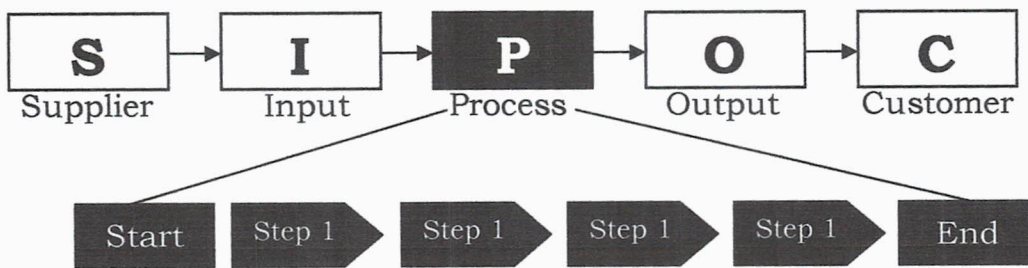 S I P O C
Supplier Input Process Output Customer
Start Step 1 Step 1 Step 1 Step 1 End